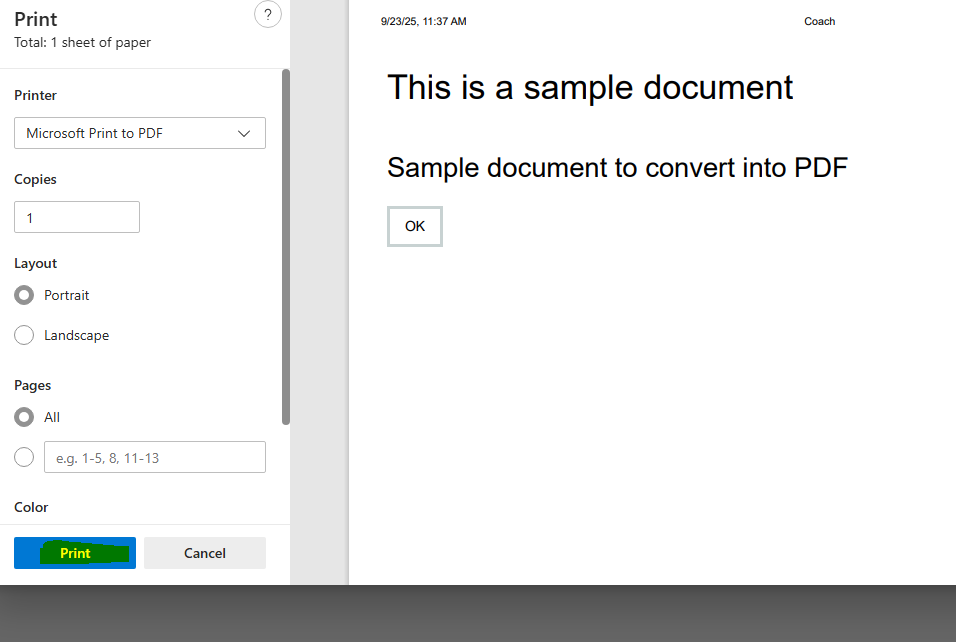 Print
?
Total: 1 sheet of paper
Printer
Microsoft Print to PDF
Copies
1
Layout
Portrait
Landscape
Pages
All
e.g. 1-5, 8, 11-13
Color
Print
Cancel
9/23/25, 11:37 AM
Coach
This is a sample document
Sample document to convert into PDF
OK